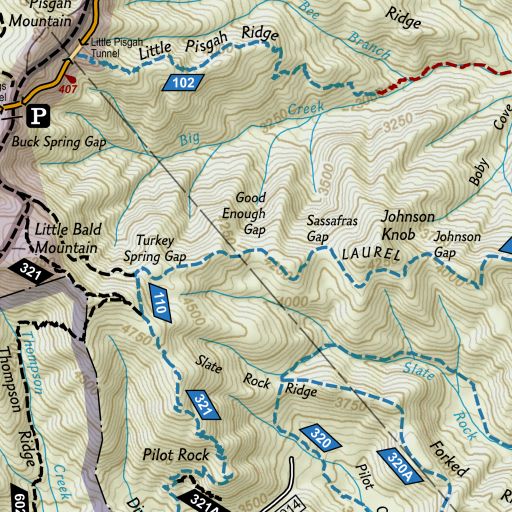 Pisgah
Mountain
Little Pisgah
Tunnel
Little Pisgah Ridge
Bee
Branch
Ridge
102
407
P
Buck Spring Gap
Big Creek
3250
3250
3500
Boby Cove
Good
Enough
Gap
Sassafras
Gap
Johnson
Knob
Johnson
Gap
Little Bald
Mountain
Turkey
Spring Gap
LAUREL
321
110
4000
4500
4750
Thompson
Ridge
Thompson
Creek
Slate Rock Ridge
3750
Slate
Rock
321
320
320A
Forked
Pilot
Pilot Rock
321A
3500
609